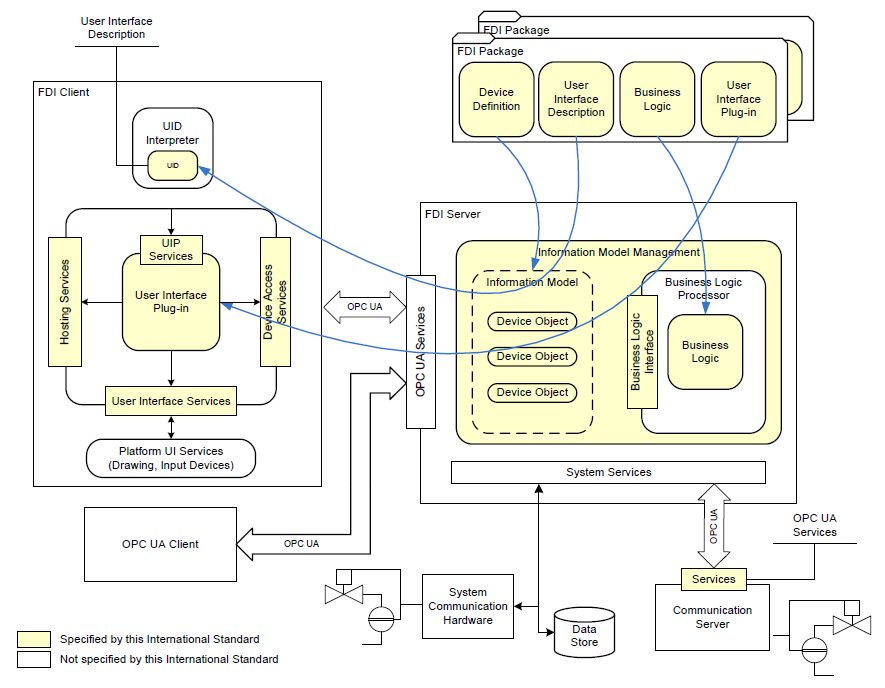 User Interface
Description
FDI Package
FDI Package
Device
Definition
User
Interface
Description
Business
Logic
User
Interface
Plug-in
FDI Client
UID
Interpreter
UID
UIP
Services
User Interface
Plug-in
Hosting Services
Device Access
Services
User Interface Services
Platform UI Services
(Drawing, Input Devices)
OPC UA
FDI Server
OPC UA Services
Information Model Management
Information Model
Device Object
Device Object
Device Object
Business Logic
Processor
Business Logic
Interface
Business
Logic
System Services
OPC UA Client
OPC UA
OPC UA
OPC UA
Services
Services
Communication
Server
System
Communication
Hardware
Data
Store
Specified by this International Standard
Not specified by this International Standard